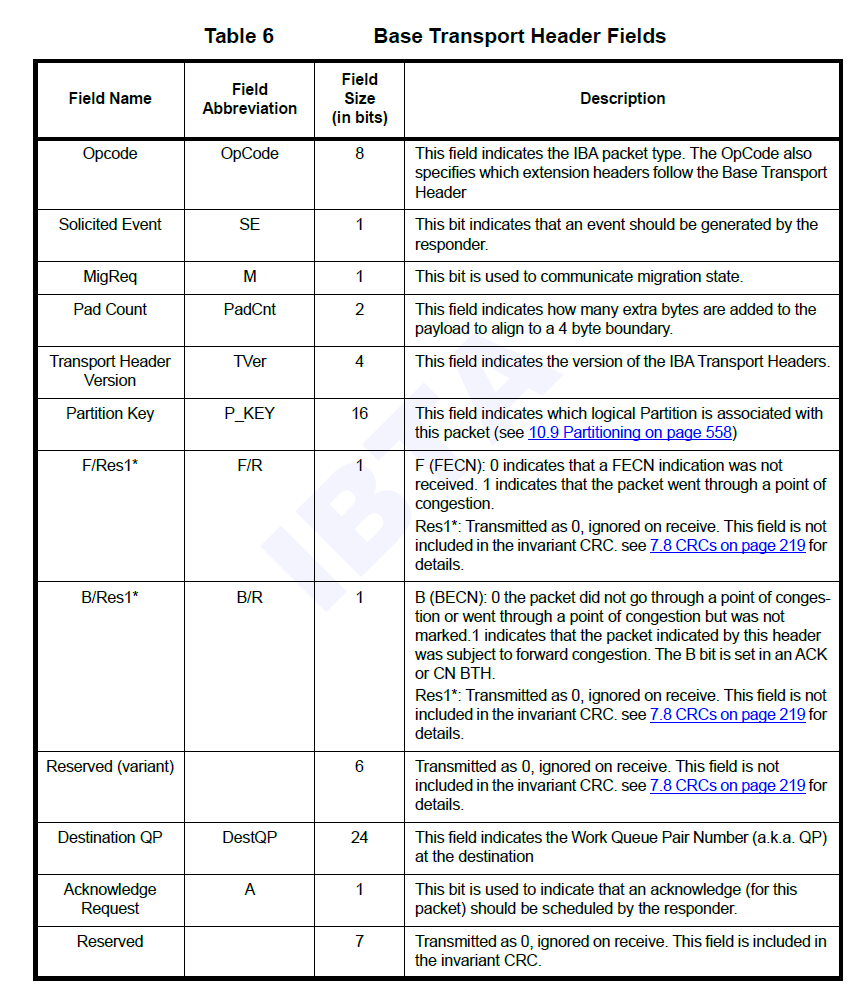 Table 6 Base Transport Header Fields
Field Name
Field
Abbreviation
Field
Size
(in bits)
Description
Opcode
OpCode
8
This field indicates the IBA packet type. The OpCode also
specifies which extension headers follow the Base Transport
Header
Solicited Event
SE
1
This bit indicates that an event should be generated by the
responder.
MigReq
M
1
This bit is used to communicate migration state.
Pad Count
PadCnt
2
This field indicates how many extra bytes are added to the
payload to align to a 4 byte boundary.
Transport Header
Version
TVer
4
This field indicates the version of the IBA Transport Headers.
Partition Key
P_KEY
16
This field indicates which logical Partition is associated with
this packet (see 10.9 Partitioning on page 558)
F/Res1*
F/R
1
F (FECN): 0 indicates that a FECN indication was not
received. 1 indicates that the packet went through a point of
congestion.
Res1*: Transmitted as 0, ignored on receive. This field is not
included in the invariant CRC. see 7.8 CRCs on page 219 for
details.
B/Res1*
B/R
1
B (BECN): 0 the packet did not go through a point of conges-
tion or went through a point of congestion but was not
marked.1 indicates that the packet indicated by this header
was subject to forward congestion. The B bit is set in an ACK
or CN BTH.
Res1*: Transmitted as 0, ignored on receive. This field is not
included in the invariant CRC. see 7.8 CRCs on page 219 for
details.
Reserved (variant)
6
Transmitted as 0, ignored on receive. This field is not
included in the invariant CRC. see 7.8 CRCs on page 219 for
details.
Destination QP
DestQP
24
This field indicates the Work Queue Pair Number (a.k.a. QP)
at the destination
Acknowledge
Request
A
1
This bit is used to indicate that an acknowledge (for this
packet) should be scheduled by the responder.
Reserved
7
Transmitted as 0, ignored on receive. This field is included in
the invariant CRC.
IBTA